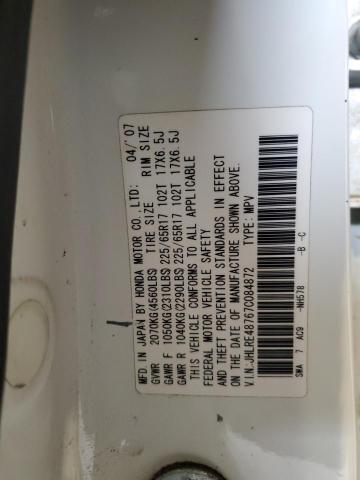 MFD. IN JAPAN BY HONDA MOTOR CO., LTD: 04/'07
TIRE SIZE RIM SIZE
GVWR 2070KG(4560LBS)
GAWR F 1050KG(2310LBS) 225/65R17 102T 17X6.5J
GAWR R 1040KG(2290LBS) 225/65R17 102T 17X6.5J
THIS VEHICLE CONFORMS TO ALL APPLICABLE
FEDERAL MOTOR VEHICLE SAFETY
AND THEFT PREVENTION STANDARDS IN EFFECT
ON THE DATE OF MANUFACTURE SHOWN ABOVE.
V.I.N.:JHLRE48767C084872 TYPE: MPV
SWA 7 AC9 -NH578 -B -C